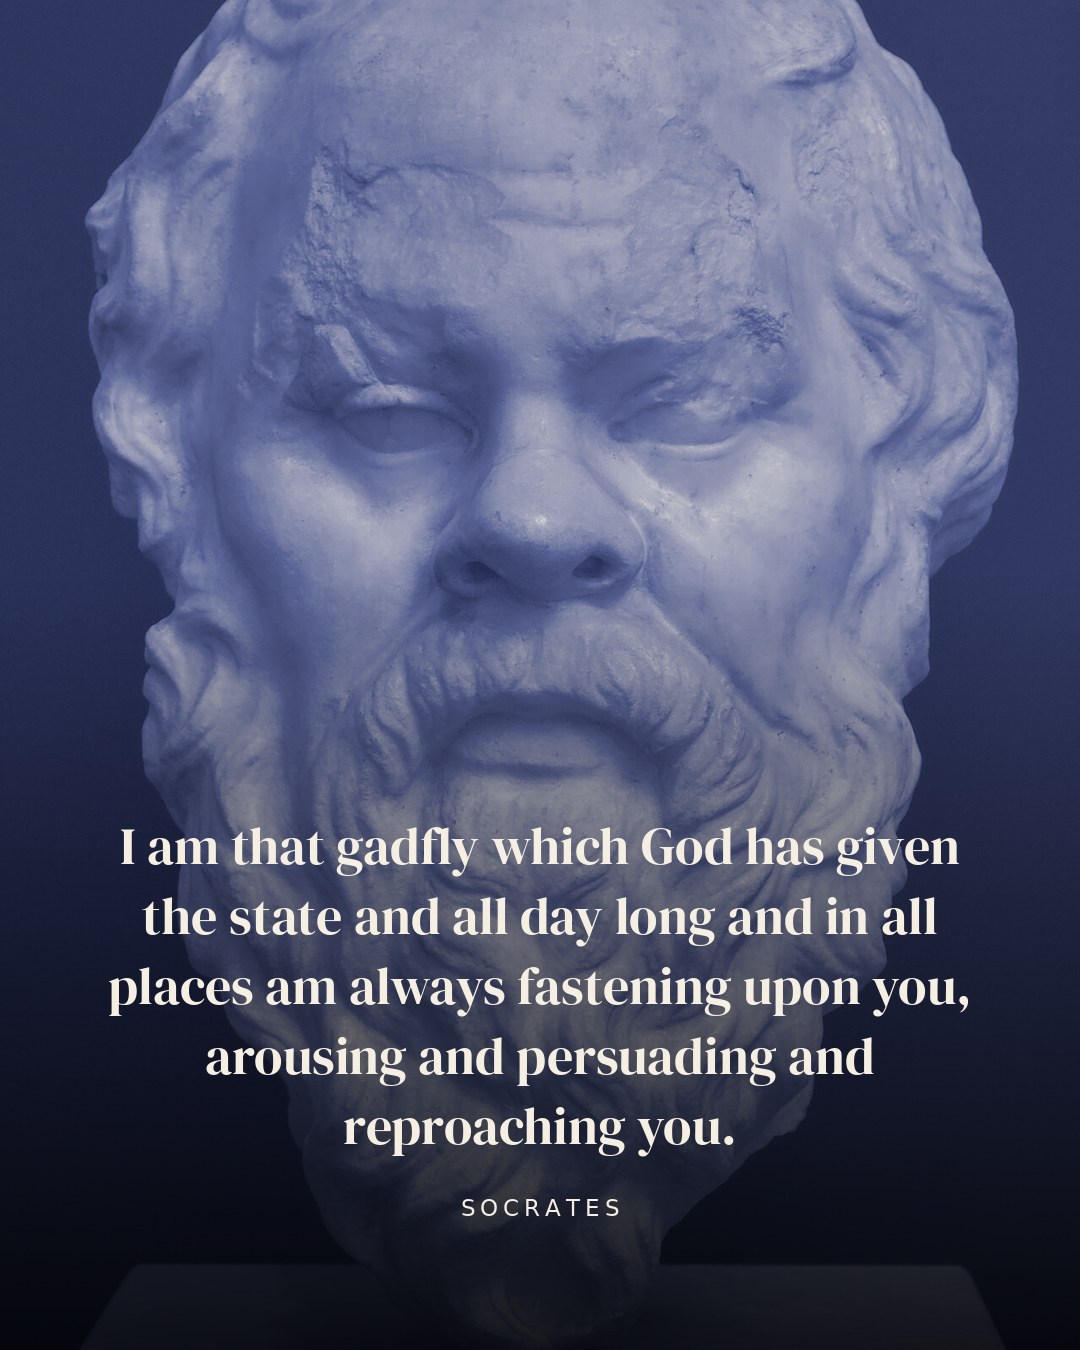 I am that gadfly which God has given
the state and all day long and in all
places am always fastening upon you,
arousing and persuading and
reproaching you.
SOCRATES